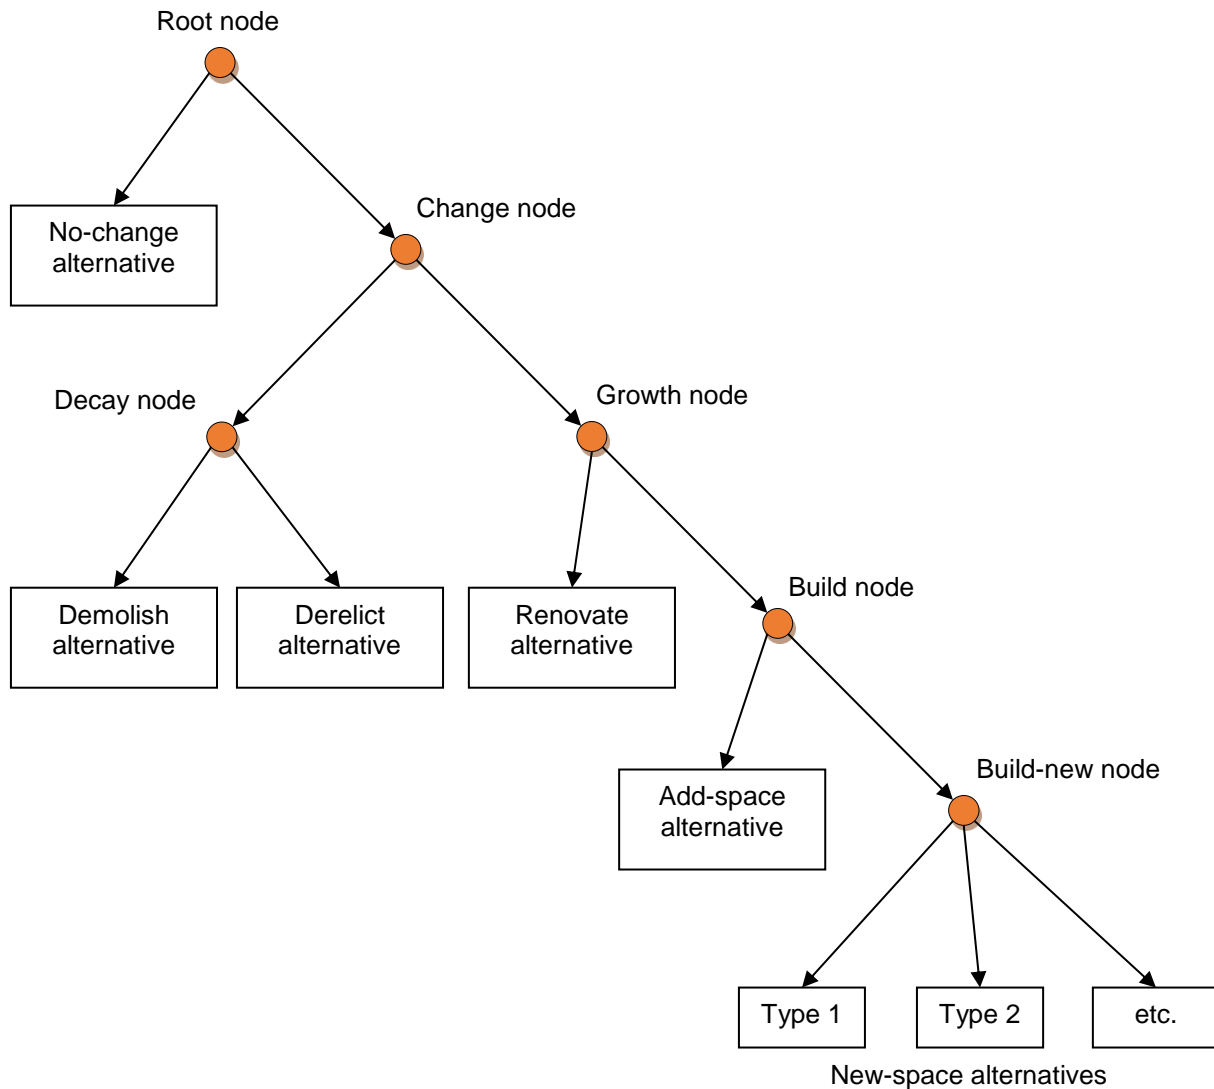 Root node
Change node
No-change
alternative
Decay node
Growth node
Demolish
alternative
Derelict
alternative
Renovate
alternative
Build node
Add-space
alternative
Build-new node
Type 1
Type 2
etc.
New-space alternatives